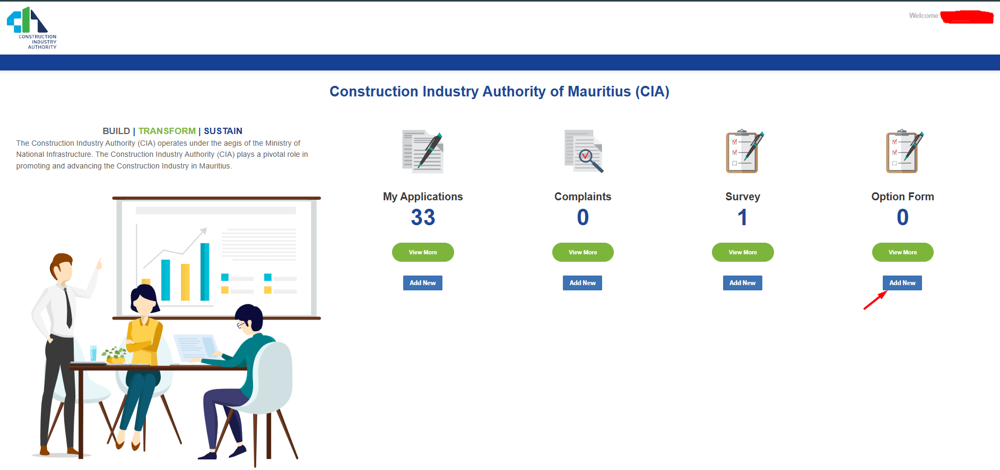 CONSTRUCTION
INDUSTRY
AUTHORITY
Welcome
Construction Industry Authority of Mauritius (CIA)
BUILD | TRANSFORM | SUSTAIN
The Construction Industry Authority (CIA) operates under the aegis of the Ministry of
National Infrastructure. The Construction Industry Authority (CIA) plays a pivotal role in
promoting and advancing the Construction Industry in Mauritius.
My Applications
33
View More
Add New
Complaints
0
View More
Add New
Survey
1
View More
Add New
Option Form
0
View More
Add New